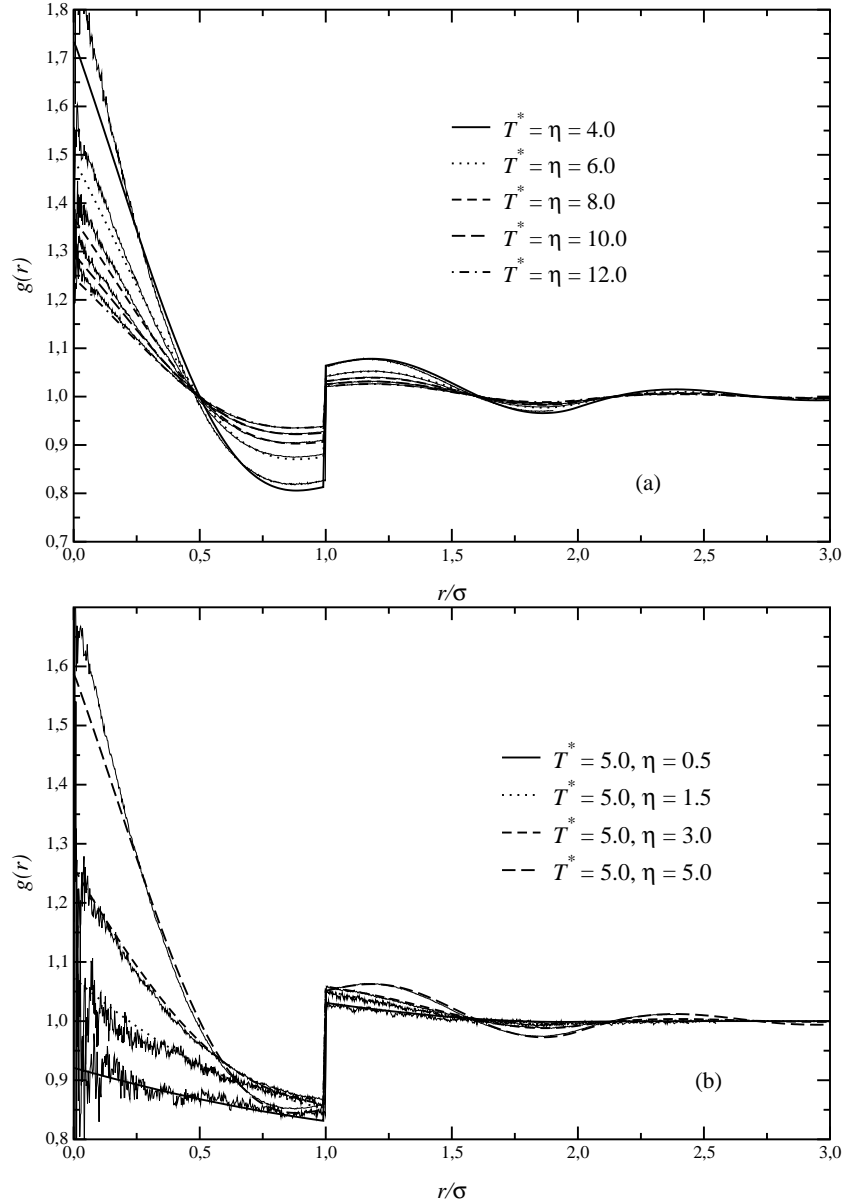 1,8
1,7
1,6
1,5
1,4
1,3
1,2
1,1
1,0
0,9
0,8
0,7
g(r)
T* = η = 4.0
T* = η = 6.0
T* = η = 8.0
T* = η = 10.0
T* = η = 12.0
(a)
0,0 0,5 1,0 1,5 2,0 2,5 3,0
r/σ
1,6
1,5
1,4
1,3
1,2
1,1
1,0
0,9
0,8
g(r)
T* = 5.0, η = 0.5
T* = 5.0, η = 1.5
T* = 5.0, η = 3.0
T* = 5.0, η = 5.0
(b)
0,0 0,5 1,0 1,5 2,0 2,5 3,0
r/σ